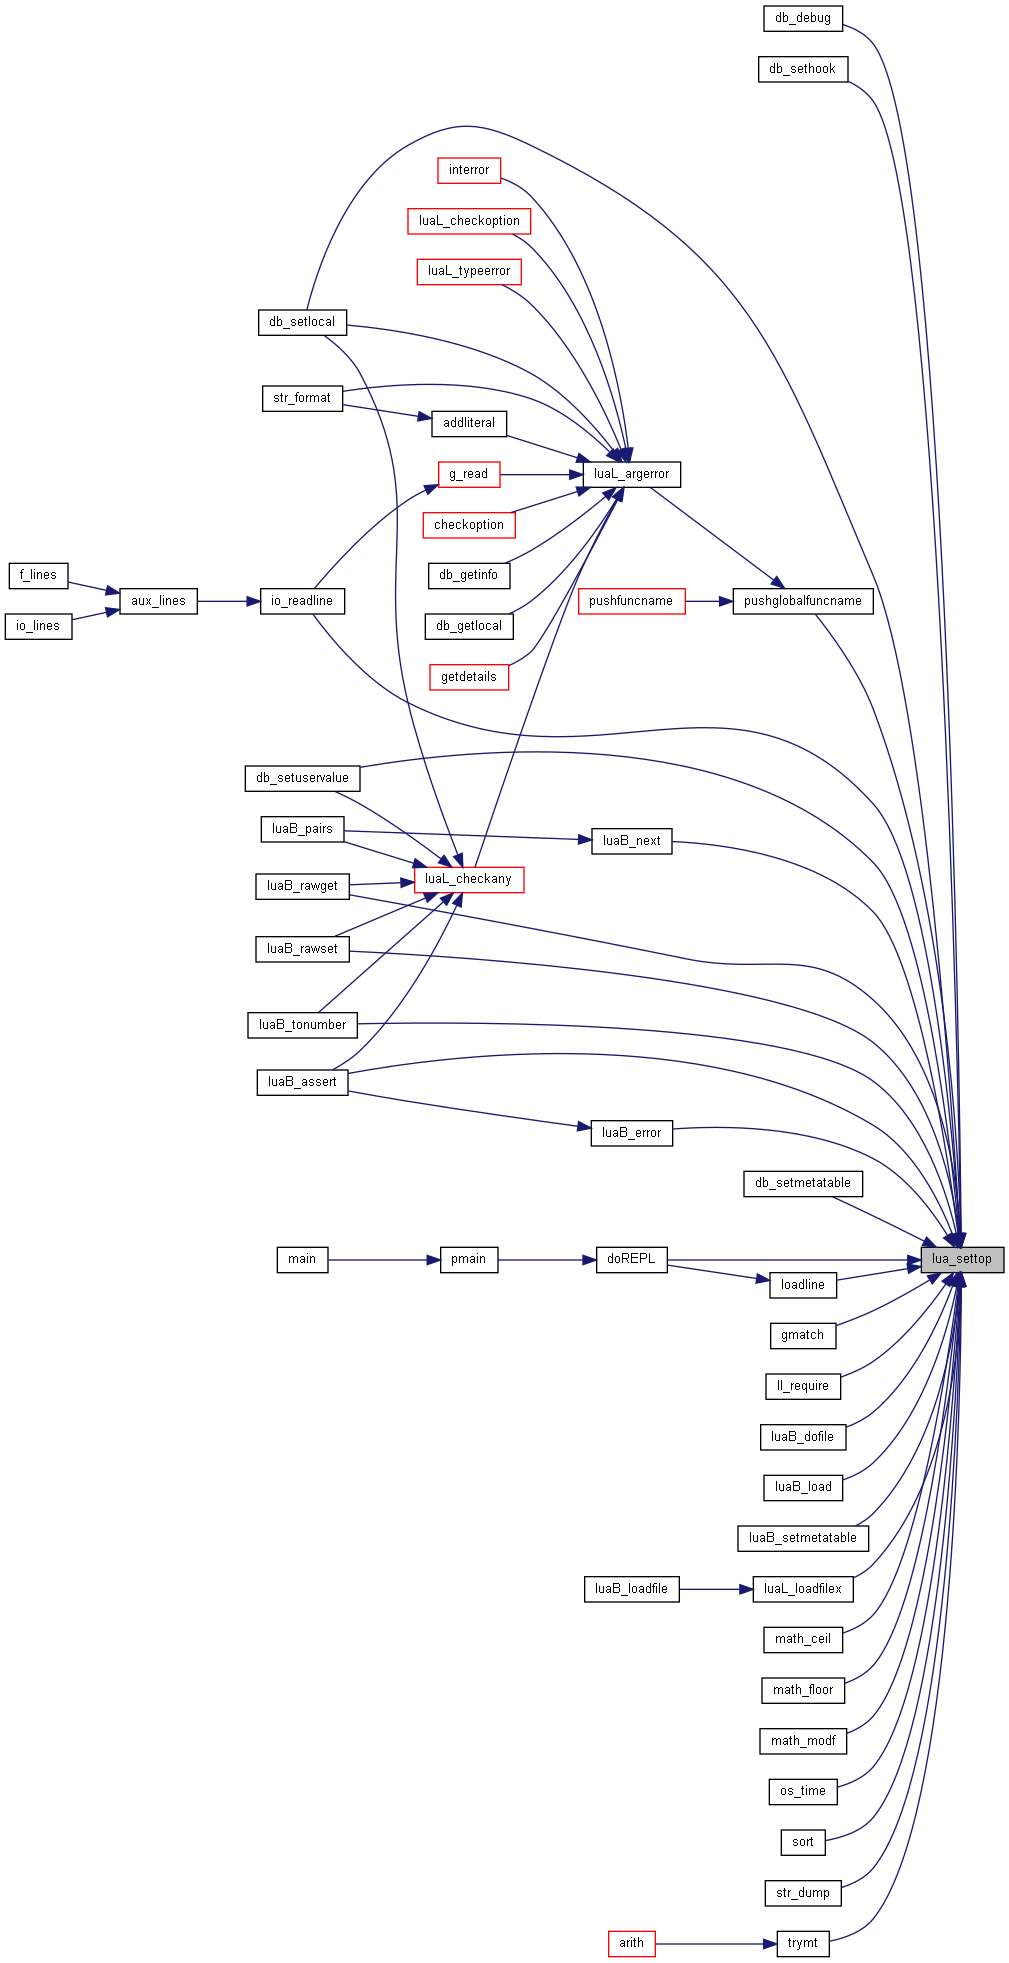 db_debug
db_sethook
interror
luaL_checkoption
luaL_typeerror
db_setlocal
str_format
addliteral
g_read
luaL_argerror
checkoption
f_lines
db_getinfo
aux_lines
io_readline
pushfuncname
pushglobalfuncname
io_lines
db_getlocal
getdetails
db_setuservalue
luaB_pairs
luaB_next
luaL_checkany
luaB_rawget
luaB_rawset
luaB_tonumber
luaB_assert
luaB_error
db_setmetatable
main
pmain
doREPL
lua_settop
loadline
gmatch
ll_require
luaB_dofile
luaB_load
luaB_setmetatable
luaB_loadfile
luaL_loadfilex
math_ceil
math_floor
math_modf
os_time
sort
str_dump
arith
trymt